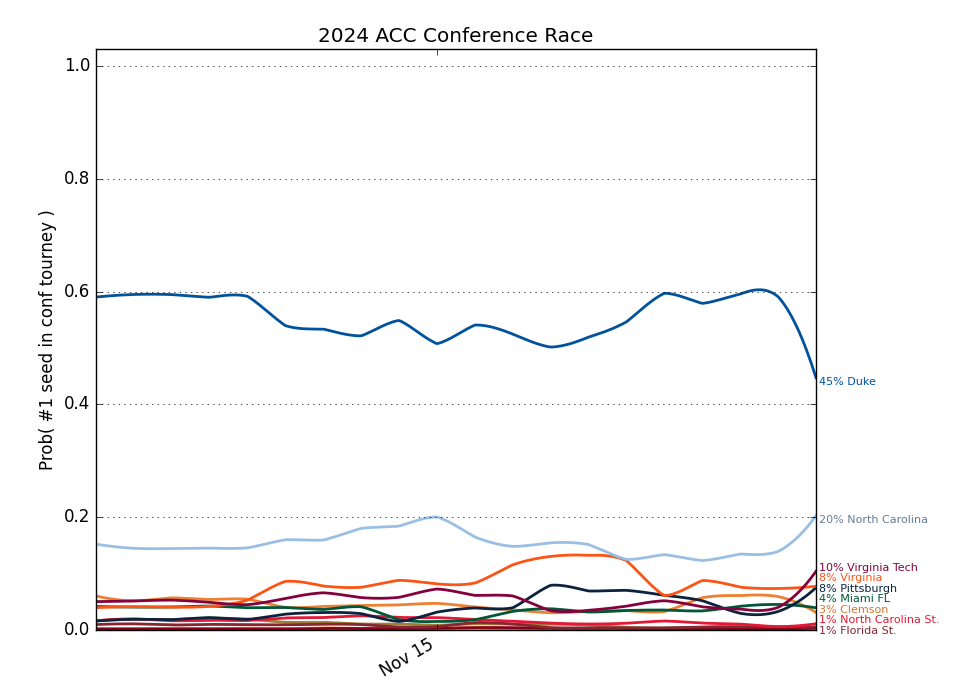 2024 ACC Conference Race
Prob( #1 seed in conf tourney )
1.0
0.8
0.6
0.4
0.2
0.0
Nov 15
45% Duke
20% North Carolina
10% Virginia Tech
8% Virginia
8% Pittsburgh
4% Miami FL
3% Clemson
1% North Carolina St.
1% Florida St.